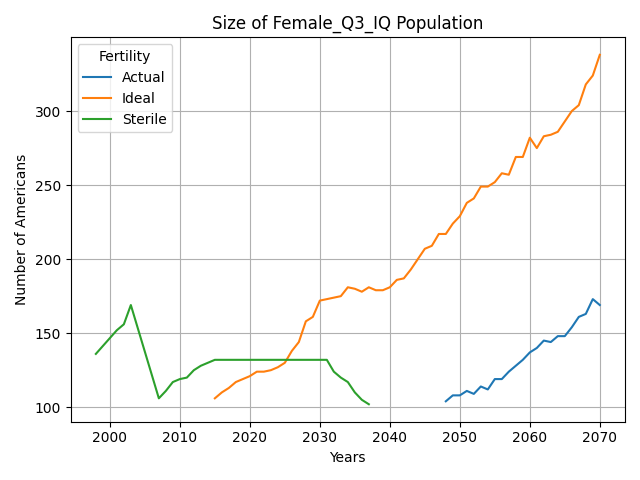 Size of Female_Q3_IQ Population
Fertility
Actual
Ideal
Sterile
Number of Americans
300
250
200
150
100
2000 2010 2020 2030 2040 2050 2060 2070
Years